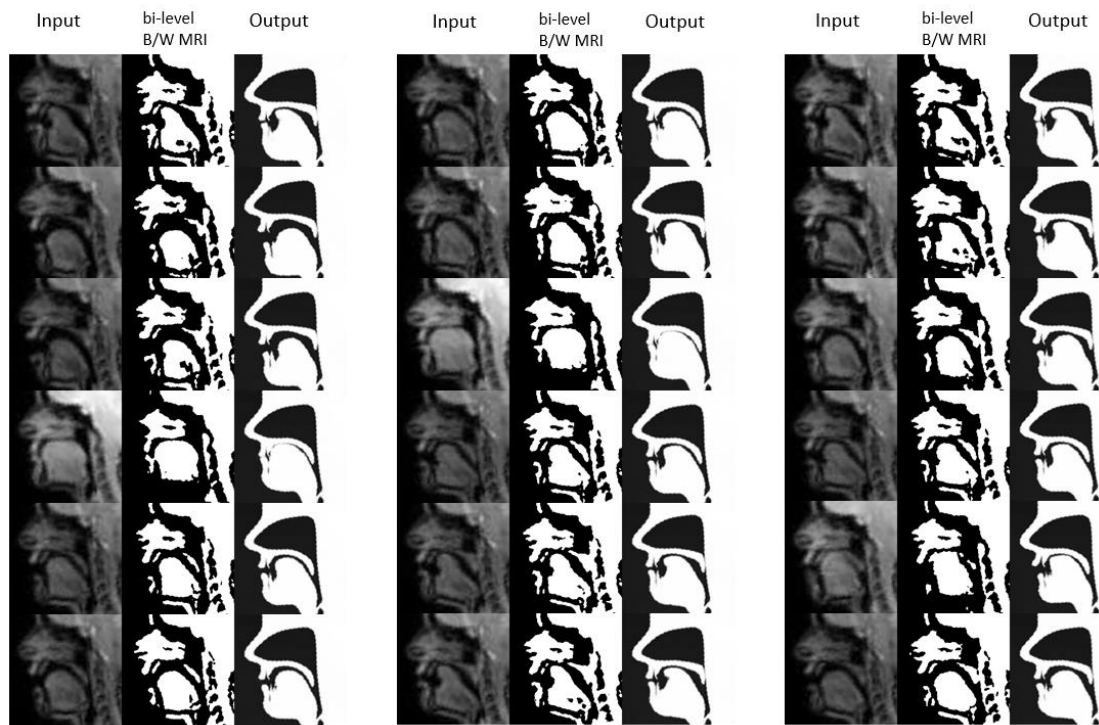 Input
bi-level
B/W MRI
Output
Input
bi-level
B/W MRI
Output
Input
bi-level
B/W MRI
Output